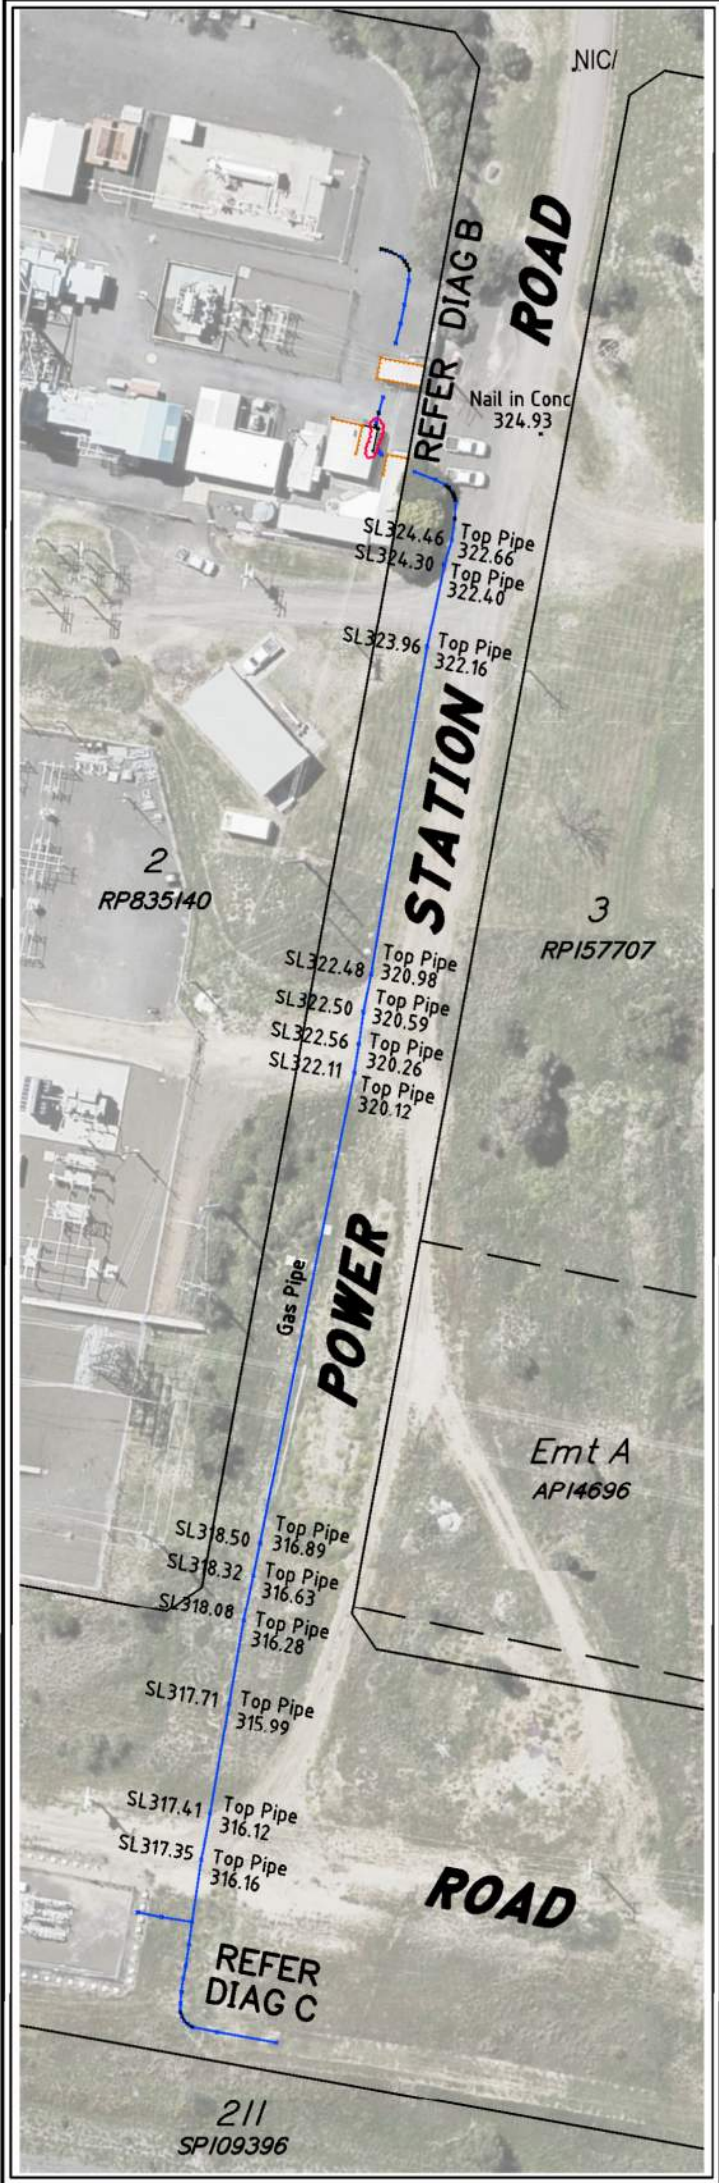 NIC/
ROAD
REFER DIAG B
Nail in Conc
324.93
SL324.46
Top Pipe
322.66
SL324.30
Top Pipe
322.40
SL323.96
Top Pipe
322.16
STATION
2
RP835140
3
RP157707
SL322.48
Top Pipe
320.98
SL322.50
Top Pipe
320.59
SL322.56
Top Pipe
320.26
SL322.11
Top Pipe
320.12
Gas Pipe
POWER
Emt A
AP14696
SL318.50
Top Pipe
316.89
SL318.32
Top Pipe
316.63
SL318.08
Top Pipe
316.28
SL317.71
Top Pipe
315.99
SL317.41
Top Pipe
316.12
SL317.35
Top Pipe
316.16
ROAD
REFER
DIAG C
211
SP109396